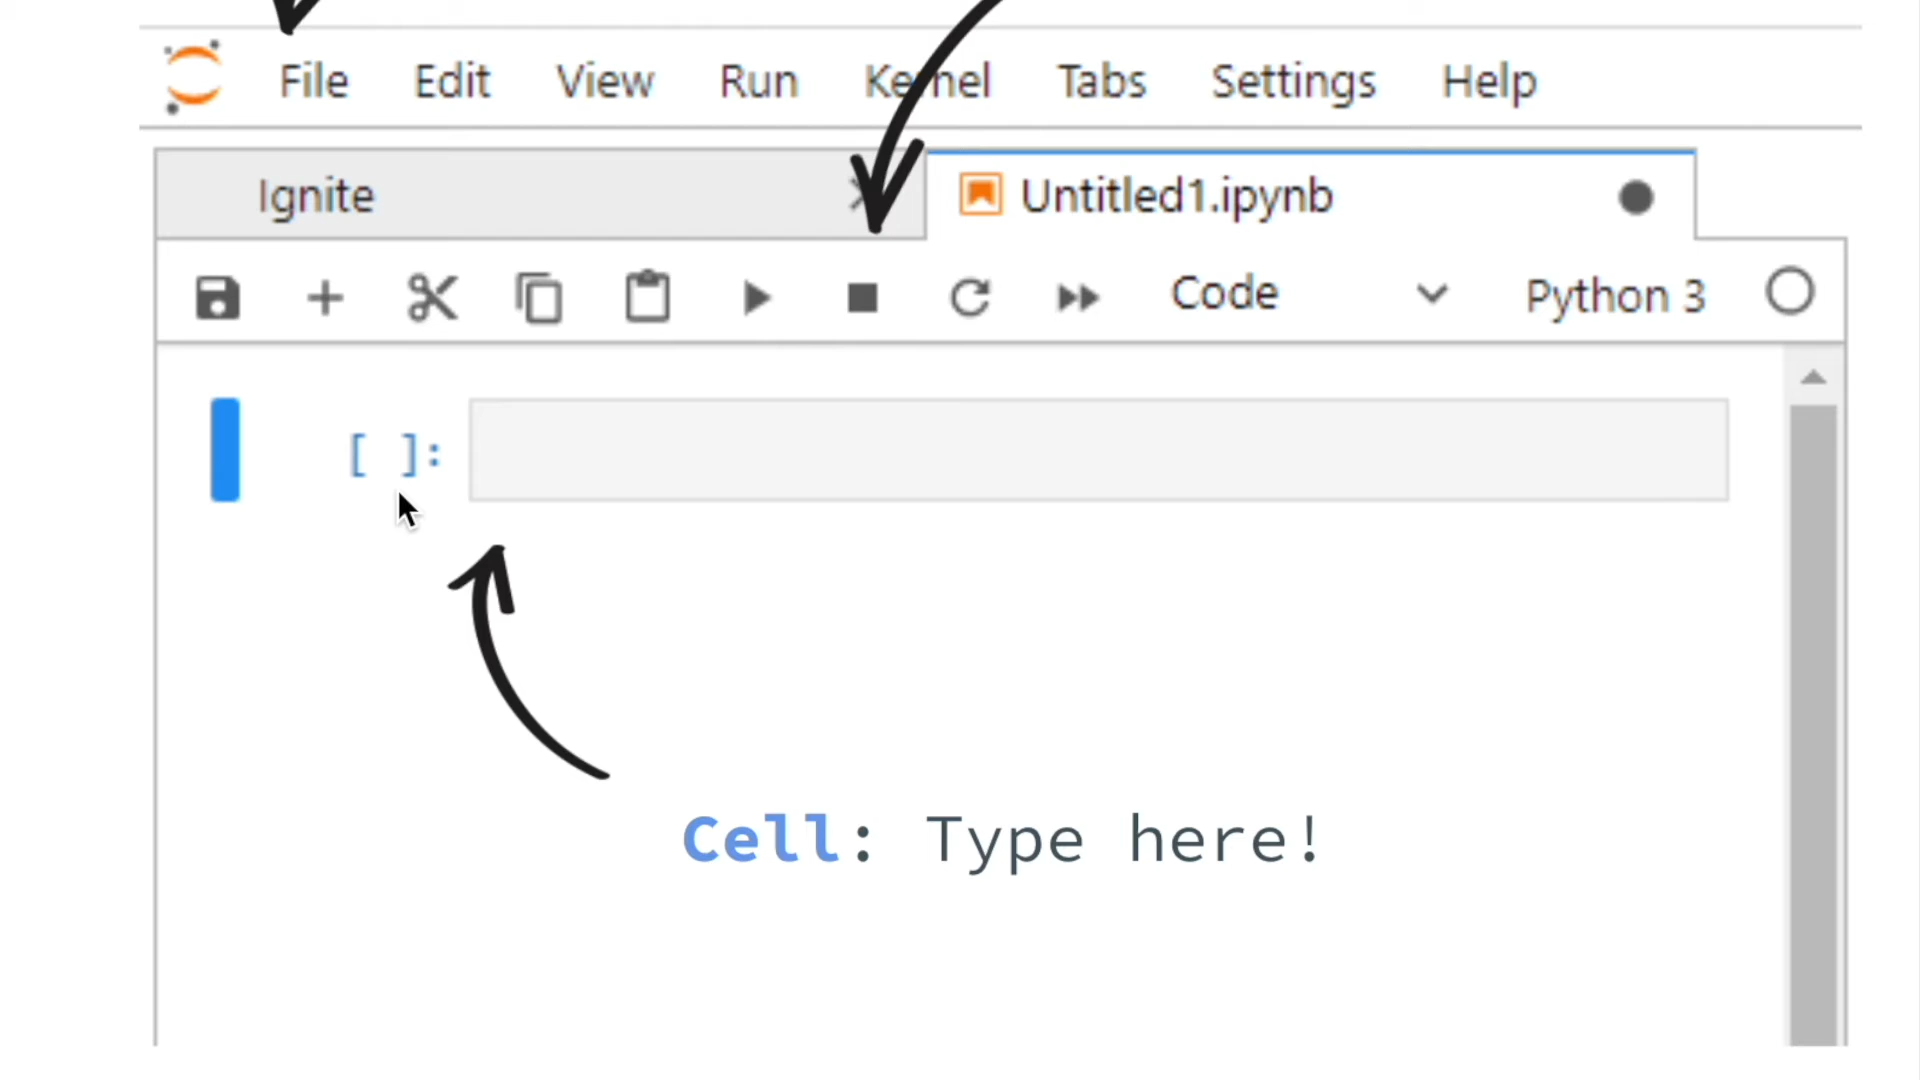 File Edit View Run Kernel Tabs Settings Help
Ignite Untitled1.ipynb
Code Python 3
[ ]:
Cell: Type here!